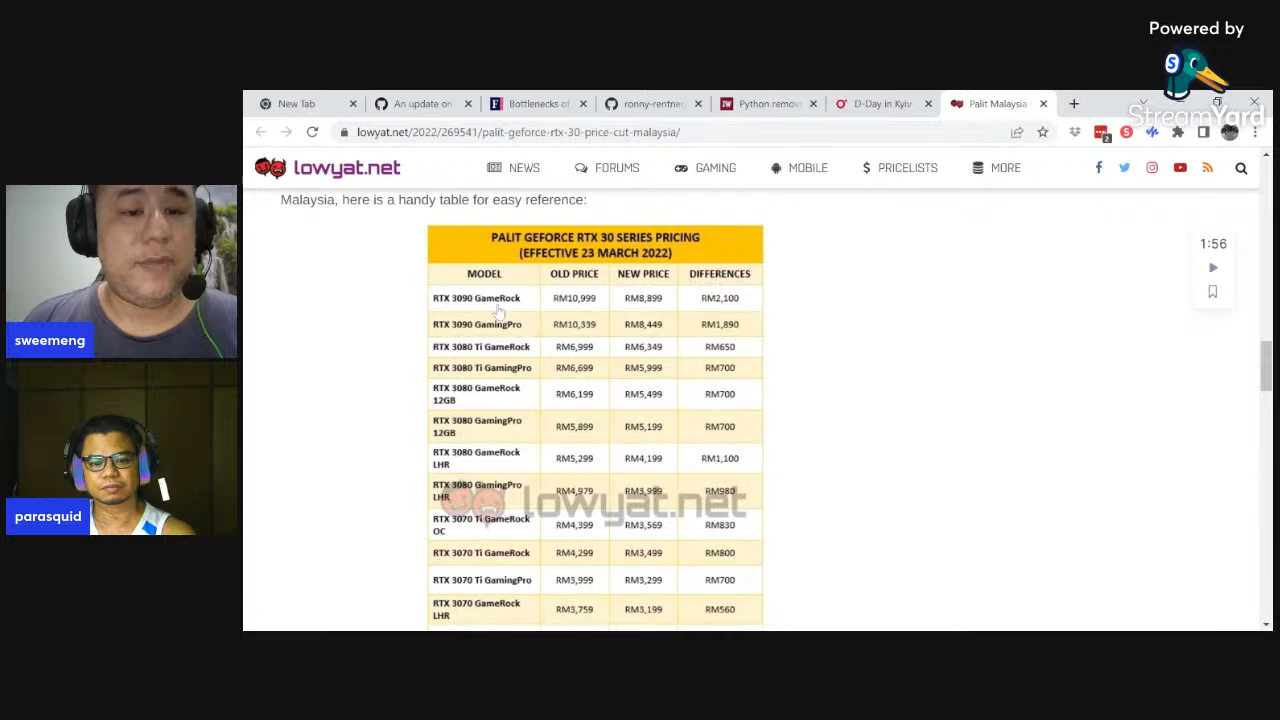 Powered by
StreamYard
New Tab
An update on
Bottlenecks of
ronny-rentner
Python remov
D-Day in Kyiv
Palit Malaysia
lowyat.net/2022/269541/palit-geforce-rtx-30-price-cut-malaysia/
2
lowyat.net
NEWS
FORUMS
GAMING
MOBILE
$ PRICELISTS
MORE
Malaysia, here is a handy table for easy reference:
1:56
PALIT GEFORCE RTX 30 SERIES PRICING
(EFFECTIVE 23 MARCH 2022)
MODEL OLD PRICE NEW PRICE DIFFERENCES
RTX 3090 GameRock RM10,999 RM8,899 RM2,100
RTX 3090 GamingPro RM10,339 RM8,449 RM1,890
RTX 3080 Ti GameRock RM6,999 RM6,349 RM650
RTX 3080 Ti GamingPro RM6,699 RM5,999 RM700
RTX 3080 GameRock
12GB RM6,199 RM5,499 RM700
RTX 3080 GamingPro
12GB RM5,899 RM5,199 RM700
RTX 3080 GameRock
LHR RM5,299 RM4,199 RM1,100
RTX 3080 GamingPro
LHR RM4,979 RM3,999 RM980
lowyat.net
RTX 3070 Ti GameRock
OC RM4,399 RM3,569 RM830
RTX 3070 Ti GameRock RM4,299 RM3,499 RM800
RTX 3070 Ti GamingPro RM3,999 RM3,299 RM700
RTX 3070 GameRock
LHR RM3,759 RM3,199 RM560
sweemeng
parasquid